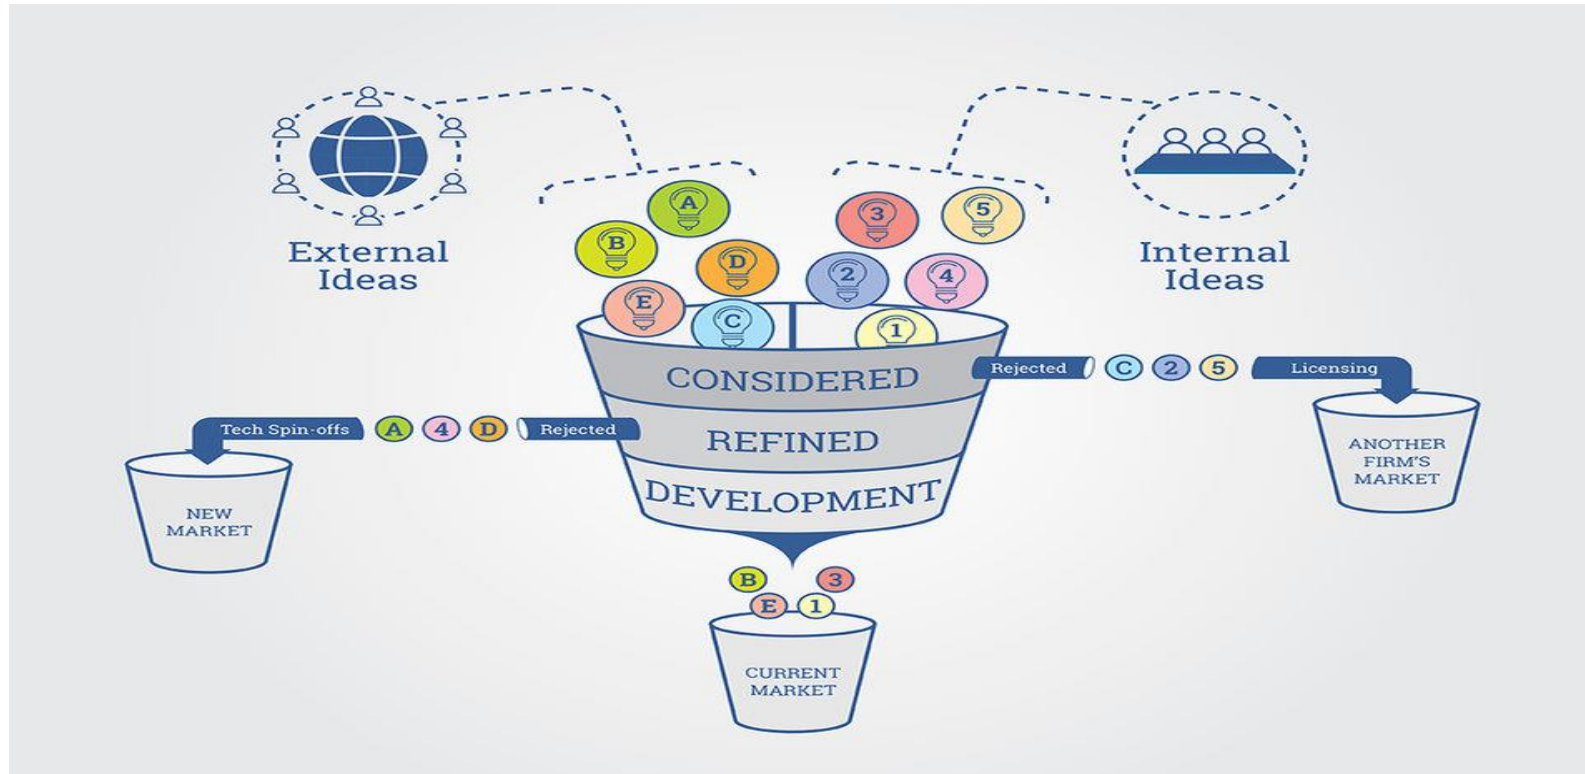 External
Ideas
Internal
Ideas
A
B
D
E
C
3
5
2
4
1
CONSIDERED
REFINED
DEVELOPMENT
Rejected
C
2
5
Licensing
ANOTHER
FIRM'S
MARKET
Tech Spin-offs
A
4
D
Rejected
NEW
MARKET
B
3
E
1
CURRENT
MARKET